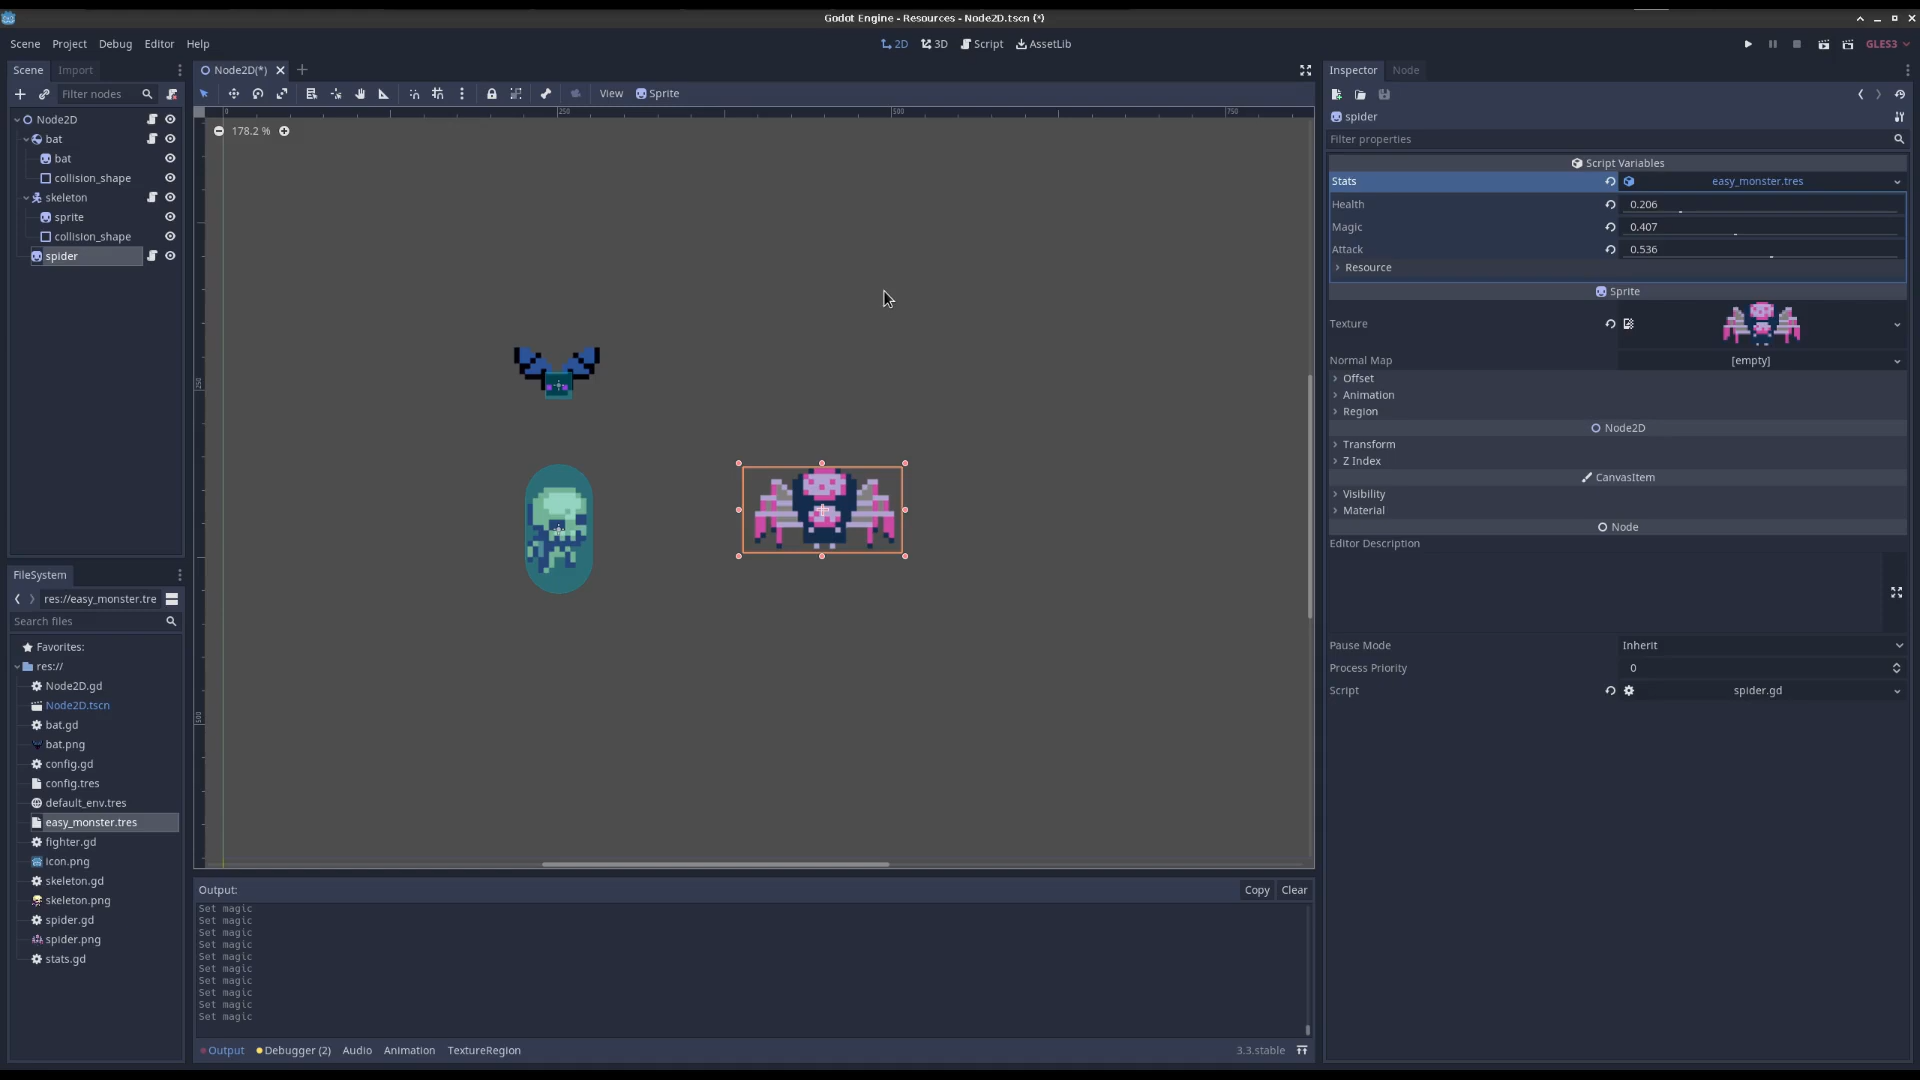 Godot Engine - Resources - Node2D.tscn (*)
Scene Project Debug Editor Help
2D 3D Script AssetLib
GLES3
Scene Import
Filter nodes
Node2D
bat
bat
collision_shape
skeleton
sprite
collision_shape
spider
FileSystem
res://easy_monster.tre
Search files
Favorites:
res://
Node2D.gd
Node2D.tscn
bat.gd
bat.png
config.gd
config.tres
default_env.tres
easy_monster.tres
fighter.gd
icon.png
skeleton.gd
skeleton.png
spider.gd
spider.png
stats.gd
Node2D(*)
View Sprite
0 250 500 750
178.2 %
250
500
Output:
Copy Clear
Set magic
Set magic
Set magic
Set magic
Set magic
Set magic
Set magic
Set magic
Set magic
Set magic
Output Debugger (2) Audio Animation TextureRegion
3.3.stable
Inspector Node
spider
Filter properties
Script Variables
Stats easy_monster.tres
Health 0.206
Magic 0.407
Attack 0.536
Resource
Sprite
Texture
Normal Map [empty]
Offset
Animation
Region
Node2D
Transform
Z Index
CanvasItem
Visibility
Material
Node
Editor Description
Pause Mode Inherit
Process Priority 0
Script spider.gd